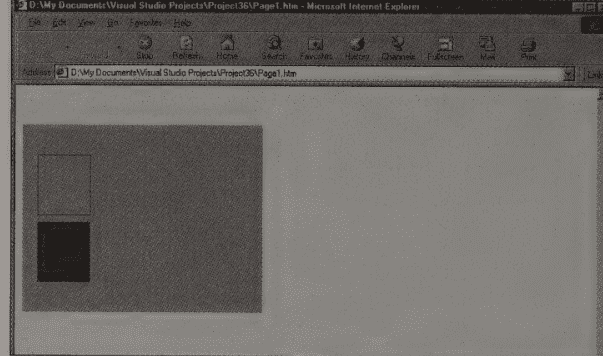 D:\My Documents\Visual Studio Projects\Project36\Page1.htm - Microsoft Internet Explorer
File Edit View Go Favorites Help
Stop Refresh Home Search Favorites History Channels Fullscreen Mail Print
Address D:\My Documents\Visual Studio Projects\Project36\Page1.htm Links